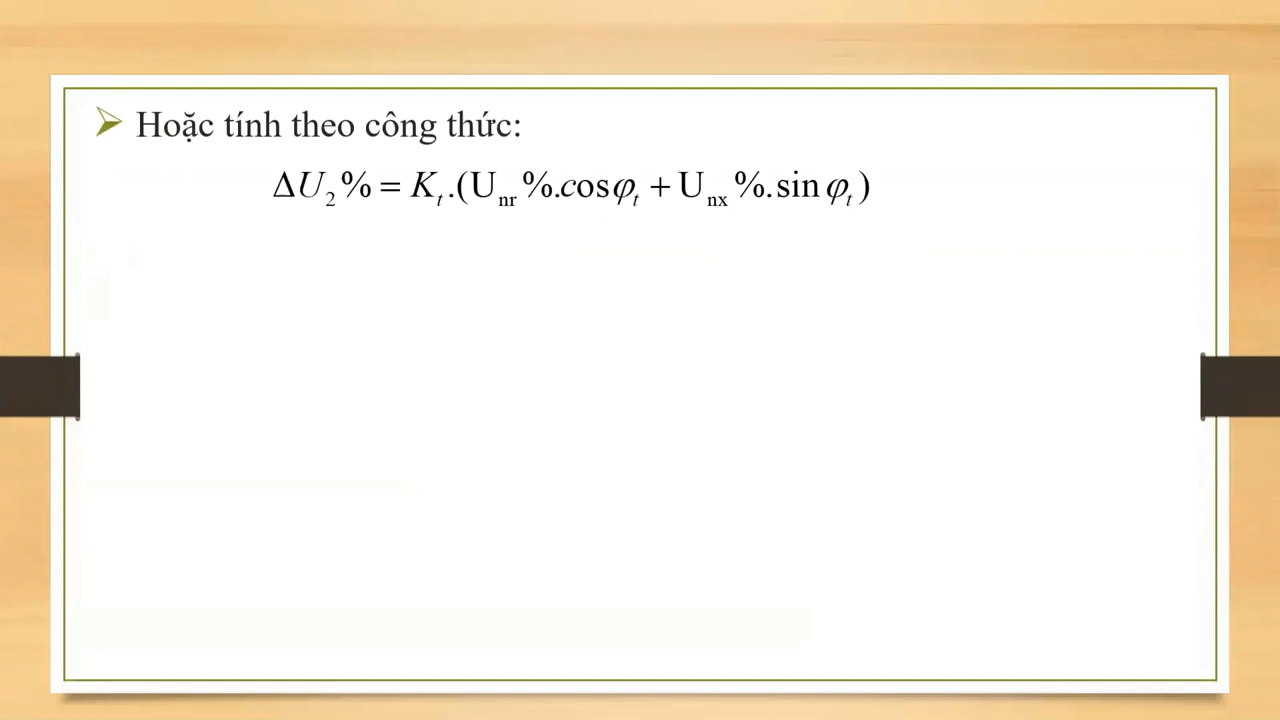 Hoặc tính theo công thức:
ΔU₂% = Kₜ.(Uₙᵣ%.cosφₜ + Uₙₓ%.sinφₜ)